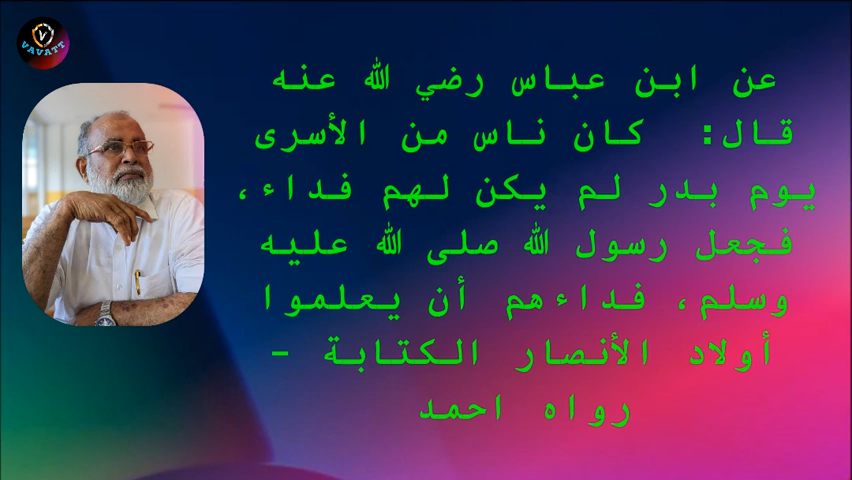 VAVATT
عن ابن عباس رضي الله عنه
قال: كان ناس من الأسرى
يوم بدر لم يكن لهم فداء،
فجعل رسول الله صلى الله عليه
وسلم، فداءهم أن يعلموا
أولاد الأنصار الكتابة -
رواه احمد